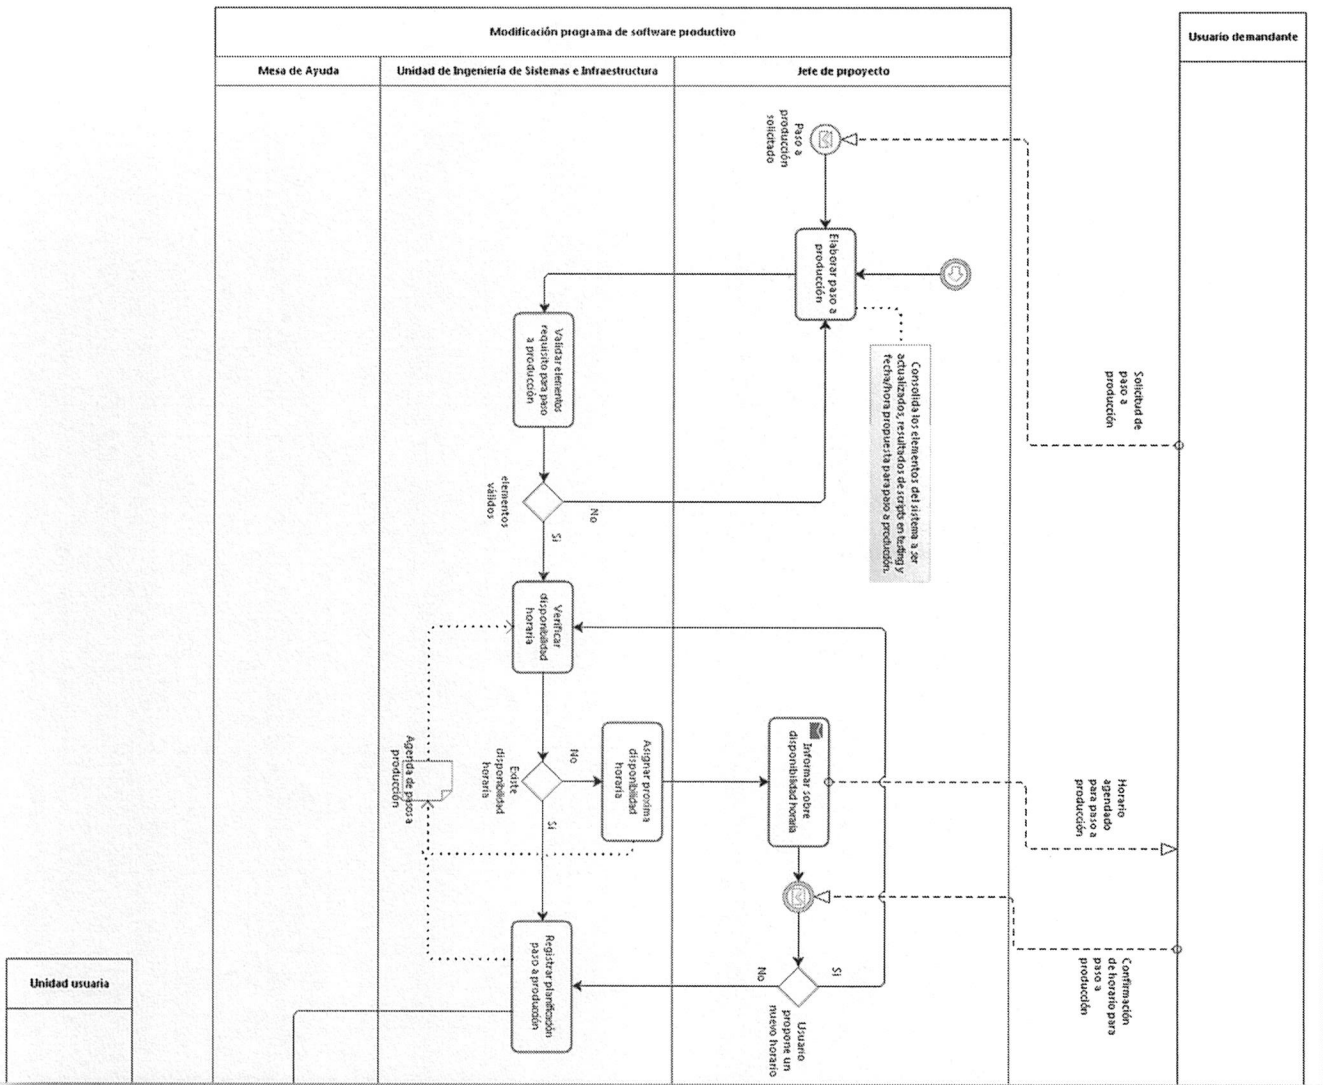 Modificación programa de software productivo
Usuario demandante
Mesa de Ayuda
Unidad de Ingeniería de Sistemas e Infraestructura
Jefe de pıpoyecto
Paso a
producción
solicitado
Elaborar paso a
producción
Consolida los elementos del sistema a ser
actualizados, resultados de scripts en testing y
fecha/hora propuesta para paso a producción.
Solicitud de
paso a
producción
Validar elementos
requisito para paso
a producción
elementos
válidos
No
Si
Verificar
disponibilidad
horaria
Existe
disponibilidad
horaria
No
Si
Asignar proxima
disponibilidad
horaria
Informar sobre
disponibilidad horaria
Horario
agendado
para paso a
producción
Agenda de pasos a
producción
Registrar planificación
paso a producción
No
Si
Usuario
propone un
nuevo horario
Confirmación
de horario para
paso a
producción
Unidad usuaria